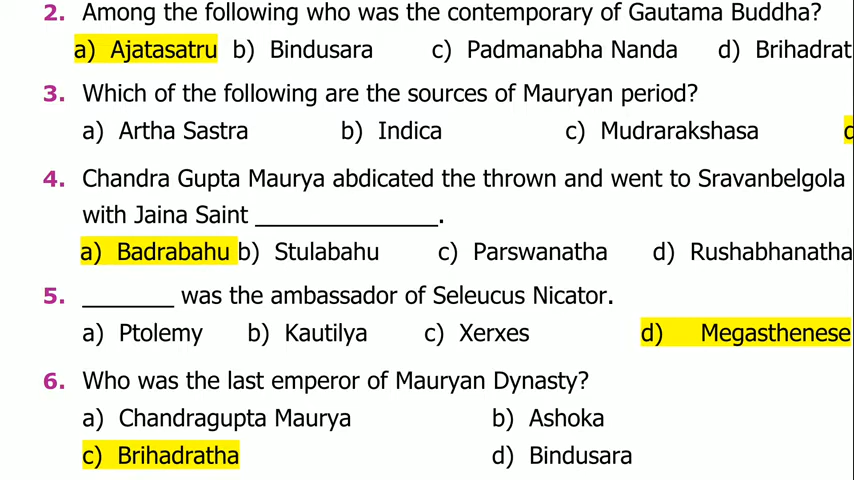 2. Among the following who was the contemporary of Gautama Buddha?
a) Ajatasatru b) Bindusara c) Padmanabha Nanda d) Brihadrat
3. Which of the following are the sources of Mauryan period?
a) Artha Sastra b) Indica c) Mudrarakshasa
4. Chandra Gupta Maurya abdicated the thrown and went to Sravanbelgola
with Jaina Saint _______________.
a) Badrabahu b) Stulabahu c) Parswanatha d) Rushabhanatha
5. ________ was the ambassador of Seleucus Nicator.
a) Ptolemy b) Kautilya c) Xerxes d) Megasthenese
6. Who was the last emperor of Mauryan Dynasty?
a) Chandragupta Maurya b) Ashoka
c) Brihadratha d) Bindusara